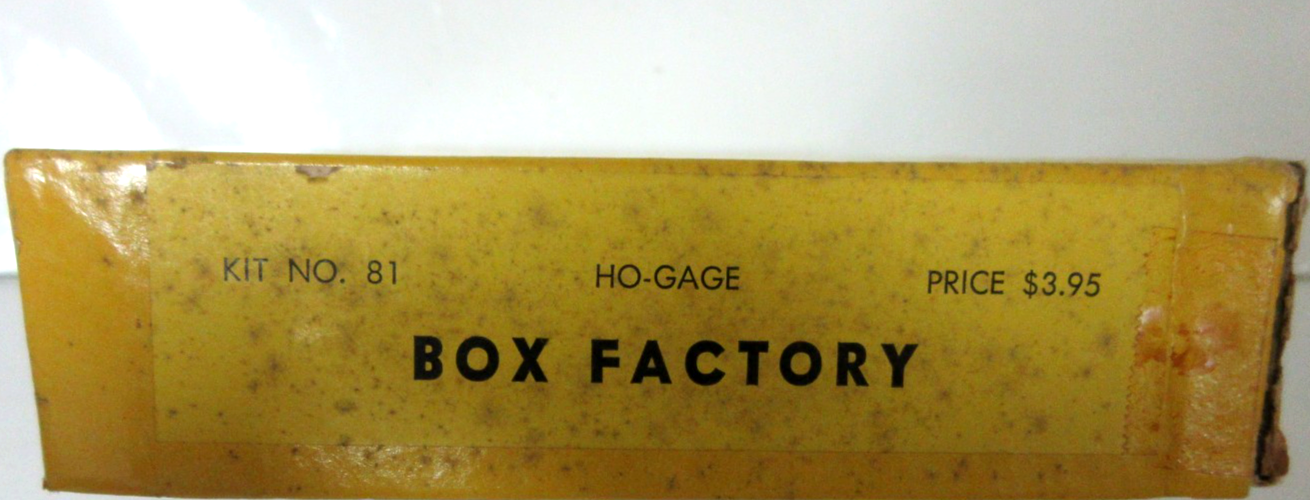 KIT NO. 81 HO-GAGE PRICE $3.95
BOX FACTORY